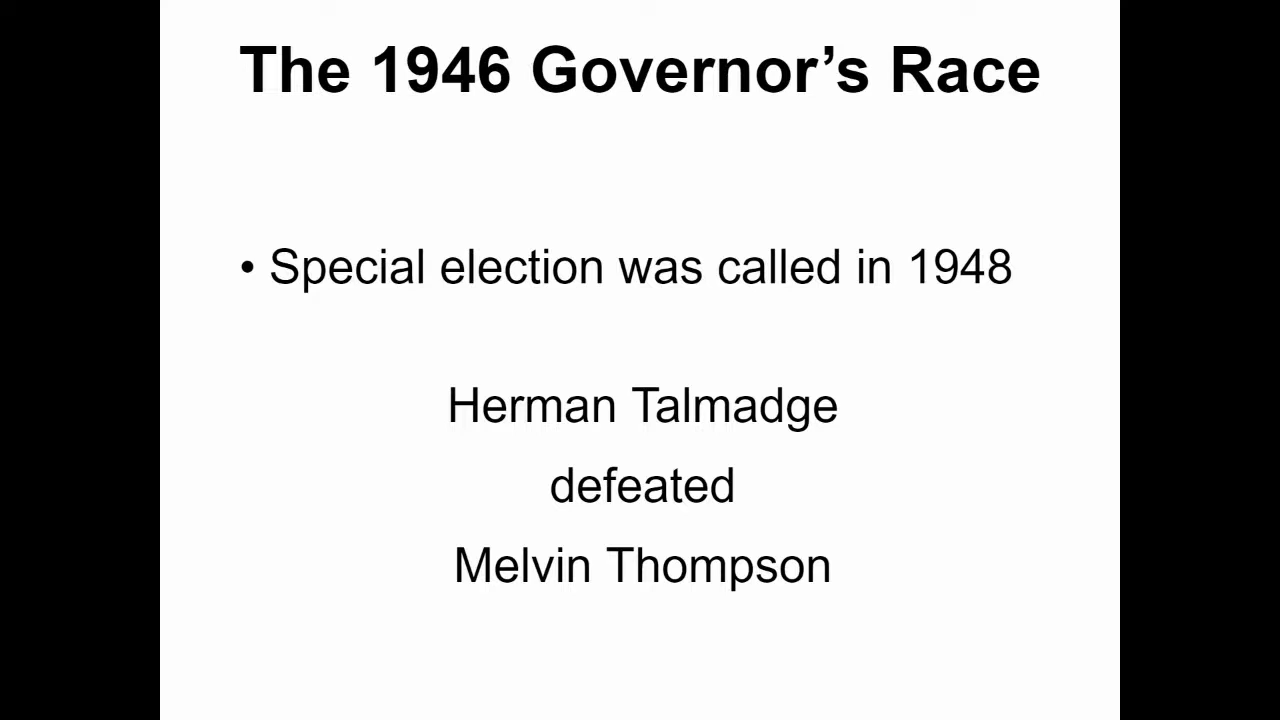 The 1946 Governor’s Race
• Special election was called in 1948
Herman Talmadge
defeated
Melvin Thompson